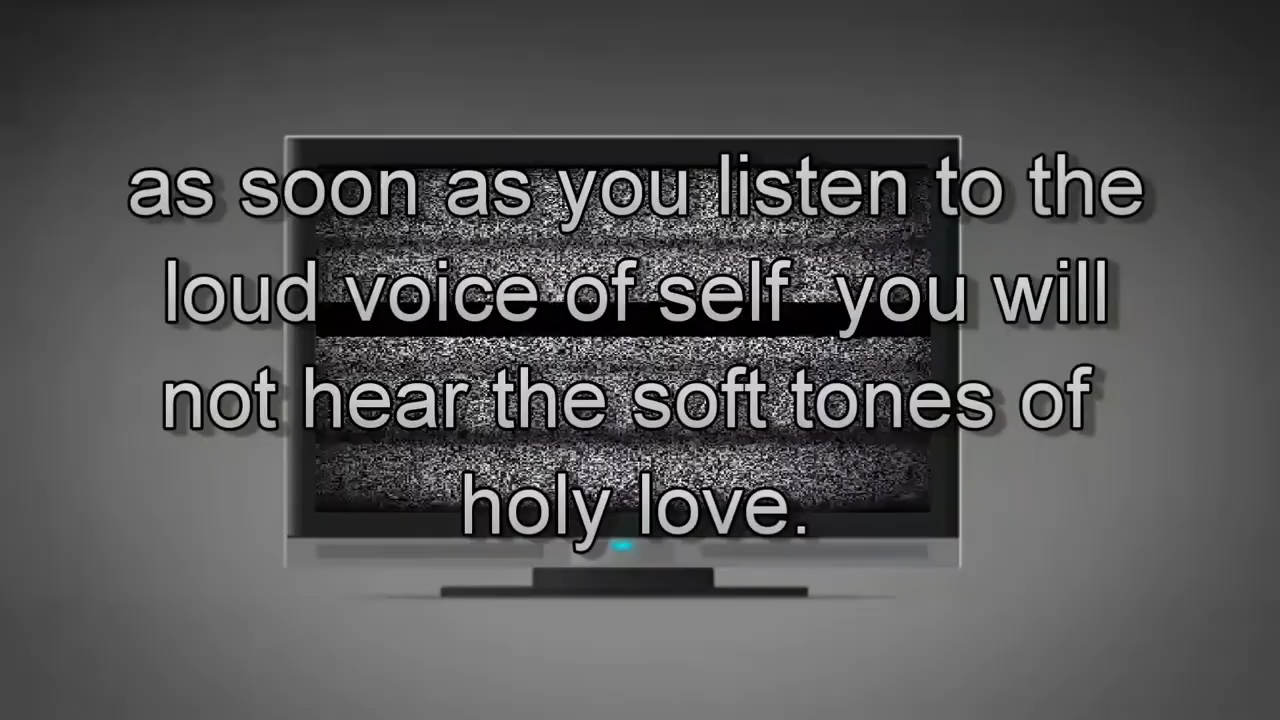 as soon as you listen to the
loud voice of self you will
not hear the soft tones of
holy love.